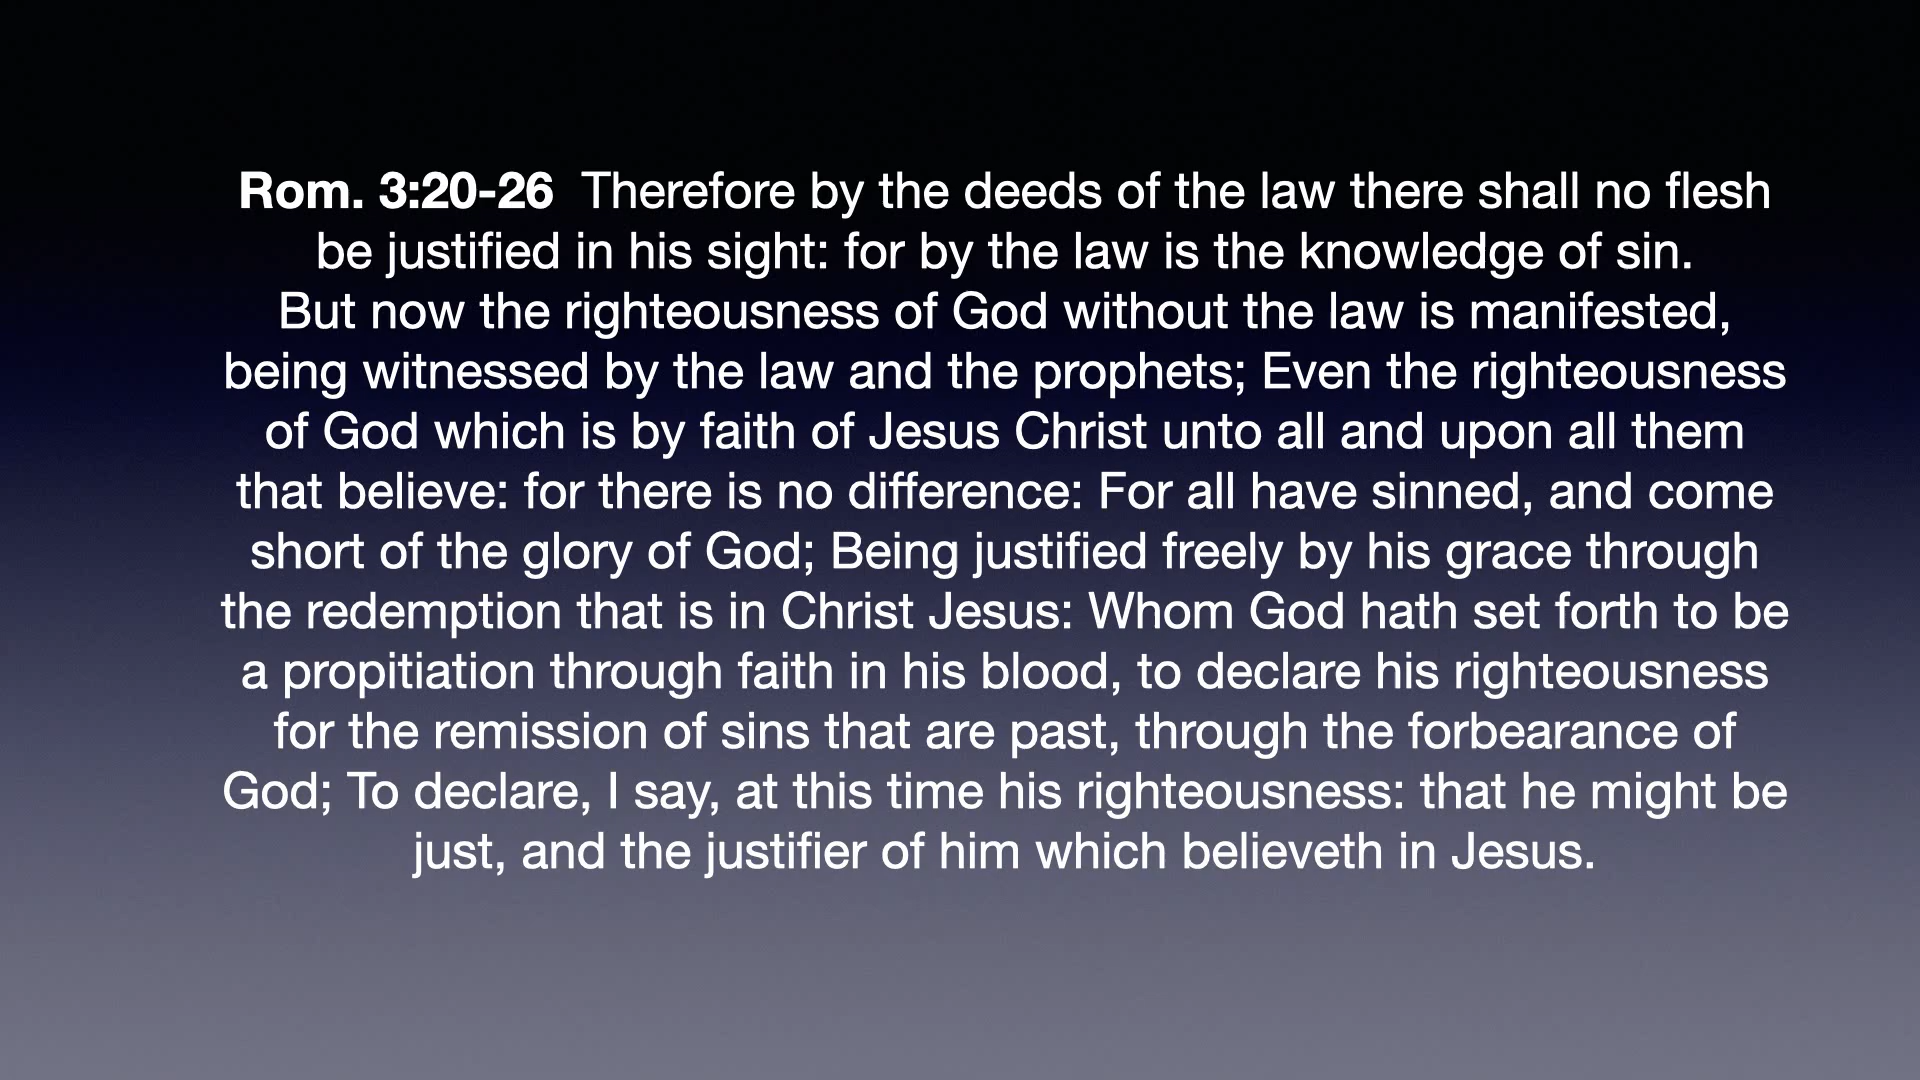 Rom. 3:20-26  Therefore by the deeds of the law there shall no flesh
be justified in his sight: for by the law is the knowledge of sin.
But now the righteousness of God without the law is manifested,
being witnessed by the law and the prophets; Even the righteousness
of God which is by faith of Jesus Christ unto all and upon all them
that believe: for there is no difference: For all have sinned, and come
short of the glory of God; Being justified freely by his grace through
the redemption that is in Christ Jesus: Whom God hath set forth to be
a propitiation through faith in his blood, to declare his righteousness
for the remission of sins that are past, through the forbearance of
God; To declare, I say, at this time his righteousness: that he might be
just, and the justifier of him which believeth in Jesus.